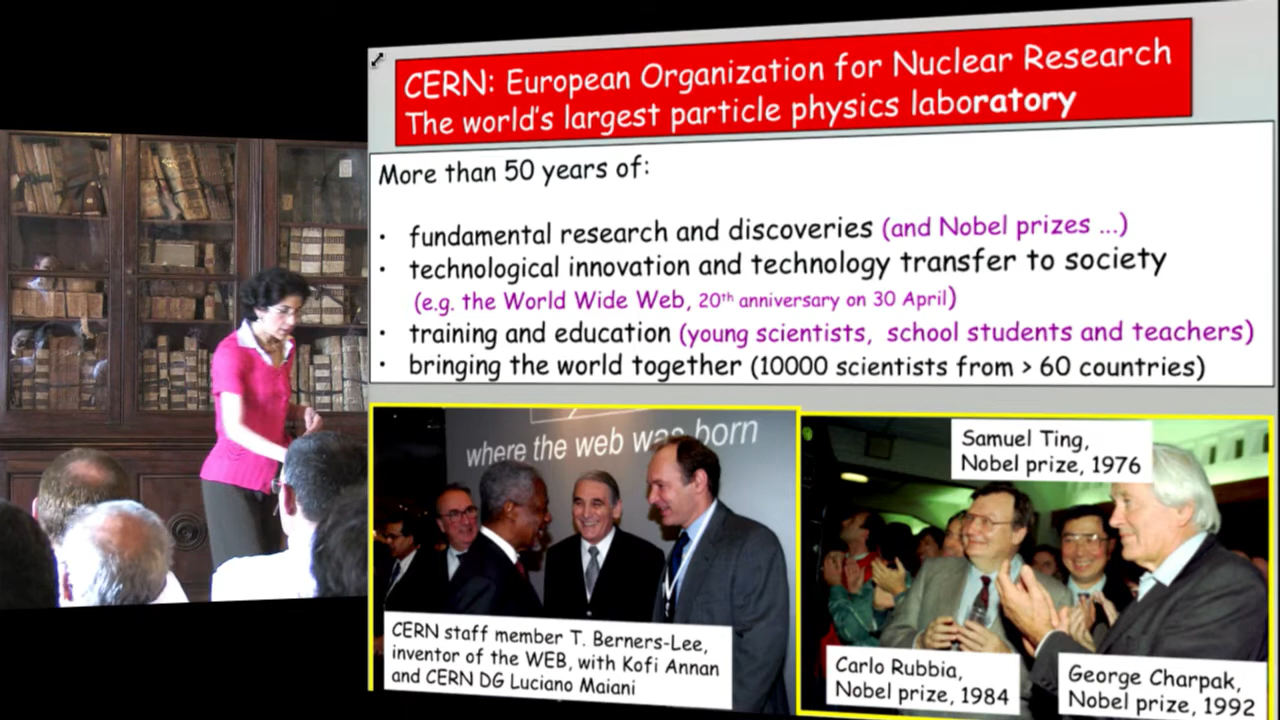 CERN: European Organization for Nuclear Research
The world's largest particle physics laboratory
More than 50 years of:
• fundamental research and discoveries (and Nobel prizes ...)
• technological innovation and technology transfer to society
(e.g. the World Wide Web, 20th anniversary on 30 April)
• training and education (young scientists, school students and teachers)
• bringing the world together (10000 scientists from > 60 countries)
where the web was born
CERN staff member T. Berners-Lee,
inventor of the WEB, with Kofi Annan
and CERN DG Luciano Maiani
Samuel Ting,
Nobel prize, 1976
Carlo Rubbia,
Nobel prize, 1984
George Charpak,
Nobel prize, 1992